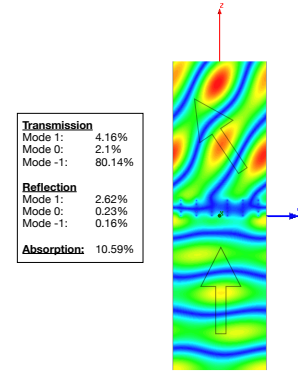 z
Transmission
Mode 1: 4.16%
Mode 0: 2.1%
Mode -1: 80.14%
Reflection
Mode 1: 2.62%
Mode 0: 0.23%
Mode -1: 0.16%
Absorption: 10.59%